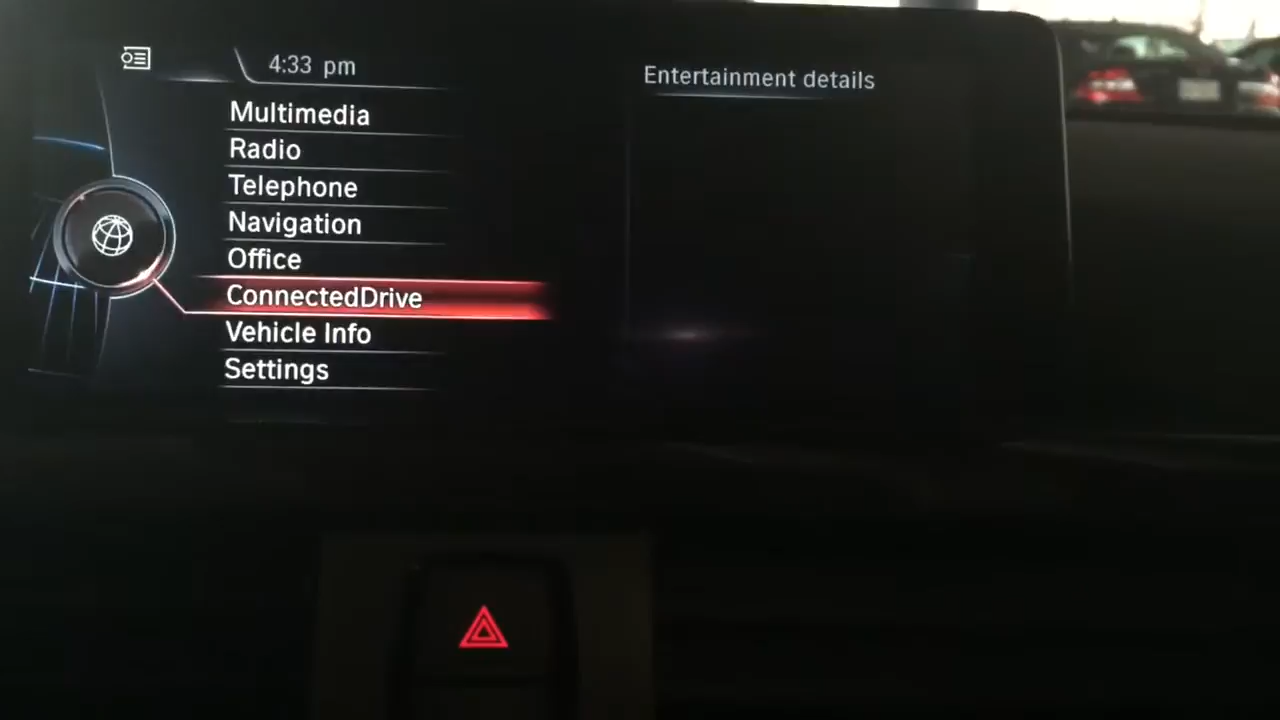 4:33 pm
Entertainment details
Multimedia
Radio
Telephone
Navigation
Office
ConnectedDrive
Vehicle Info
Settings